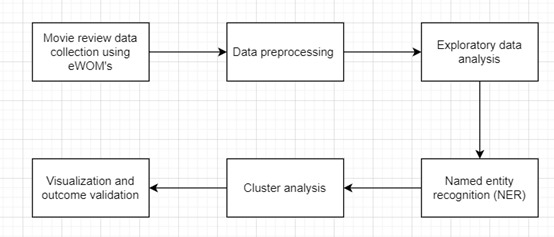 Movie review data
collection using
eWOM's
Data preprocessing
Exploratory data
analysis
Named entity
recognition (NER)
Cluster analysis
Visualization and
outcome validation